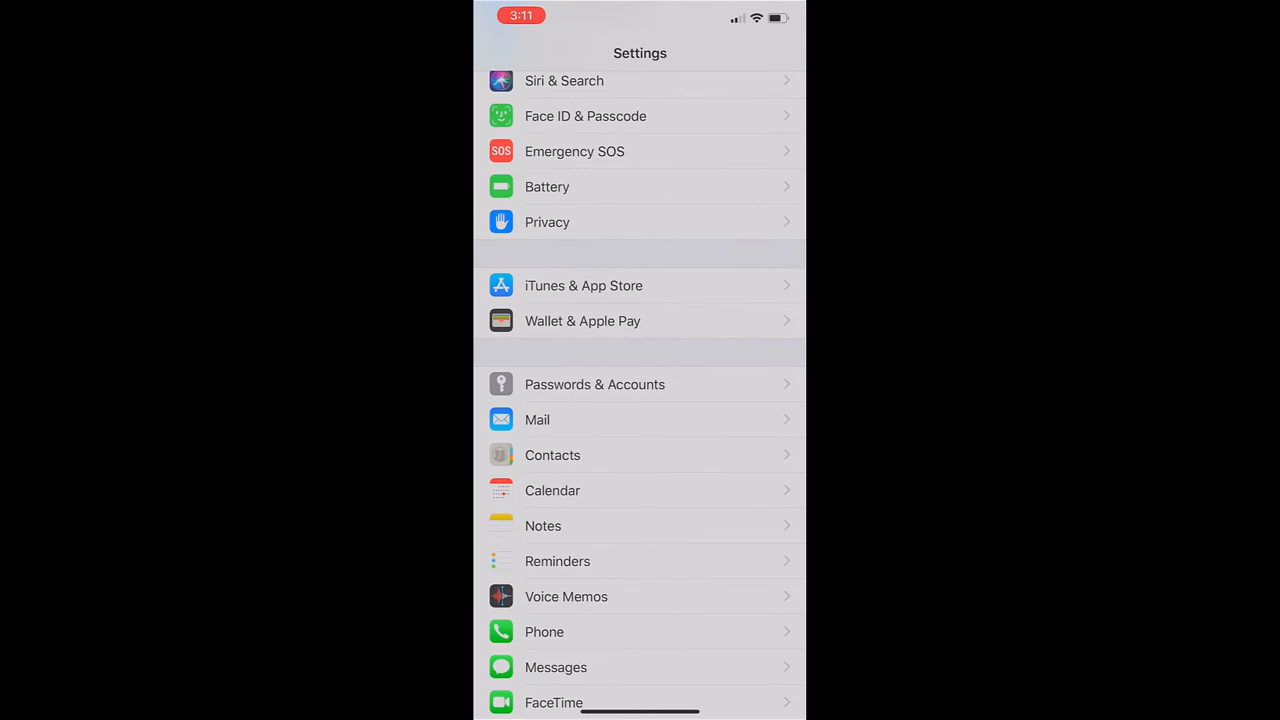 3:11
Settings
Siri & Search
Face ID & Passcode
SOS
Emergency SOS
Battery
Privacy
iTunes & App Store
Wallet & Apple Pay
Passwords & Accounts
Mail
Contacts
Calendar
Notes
Reminders
Voice Memos
Phone
Messages
FaceTime